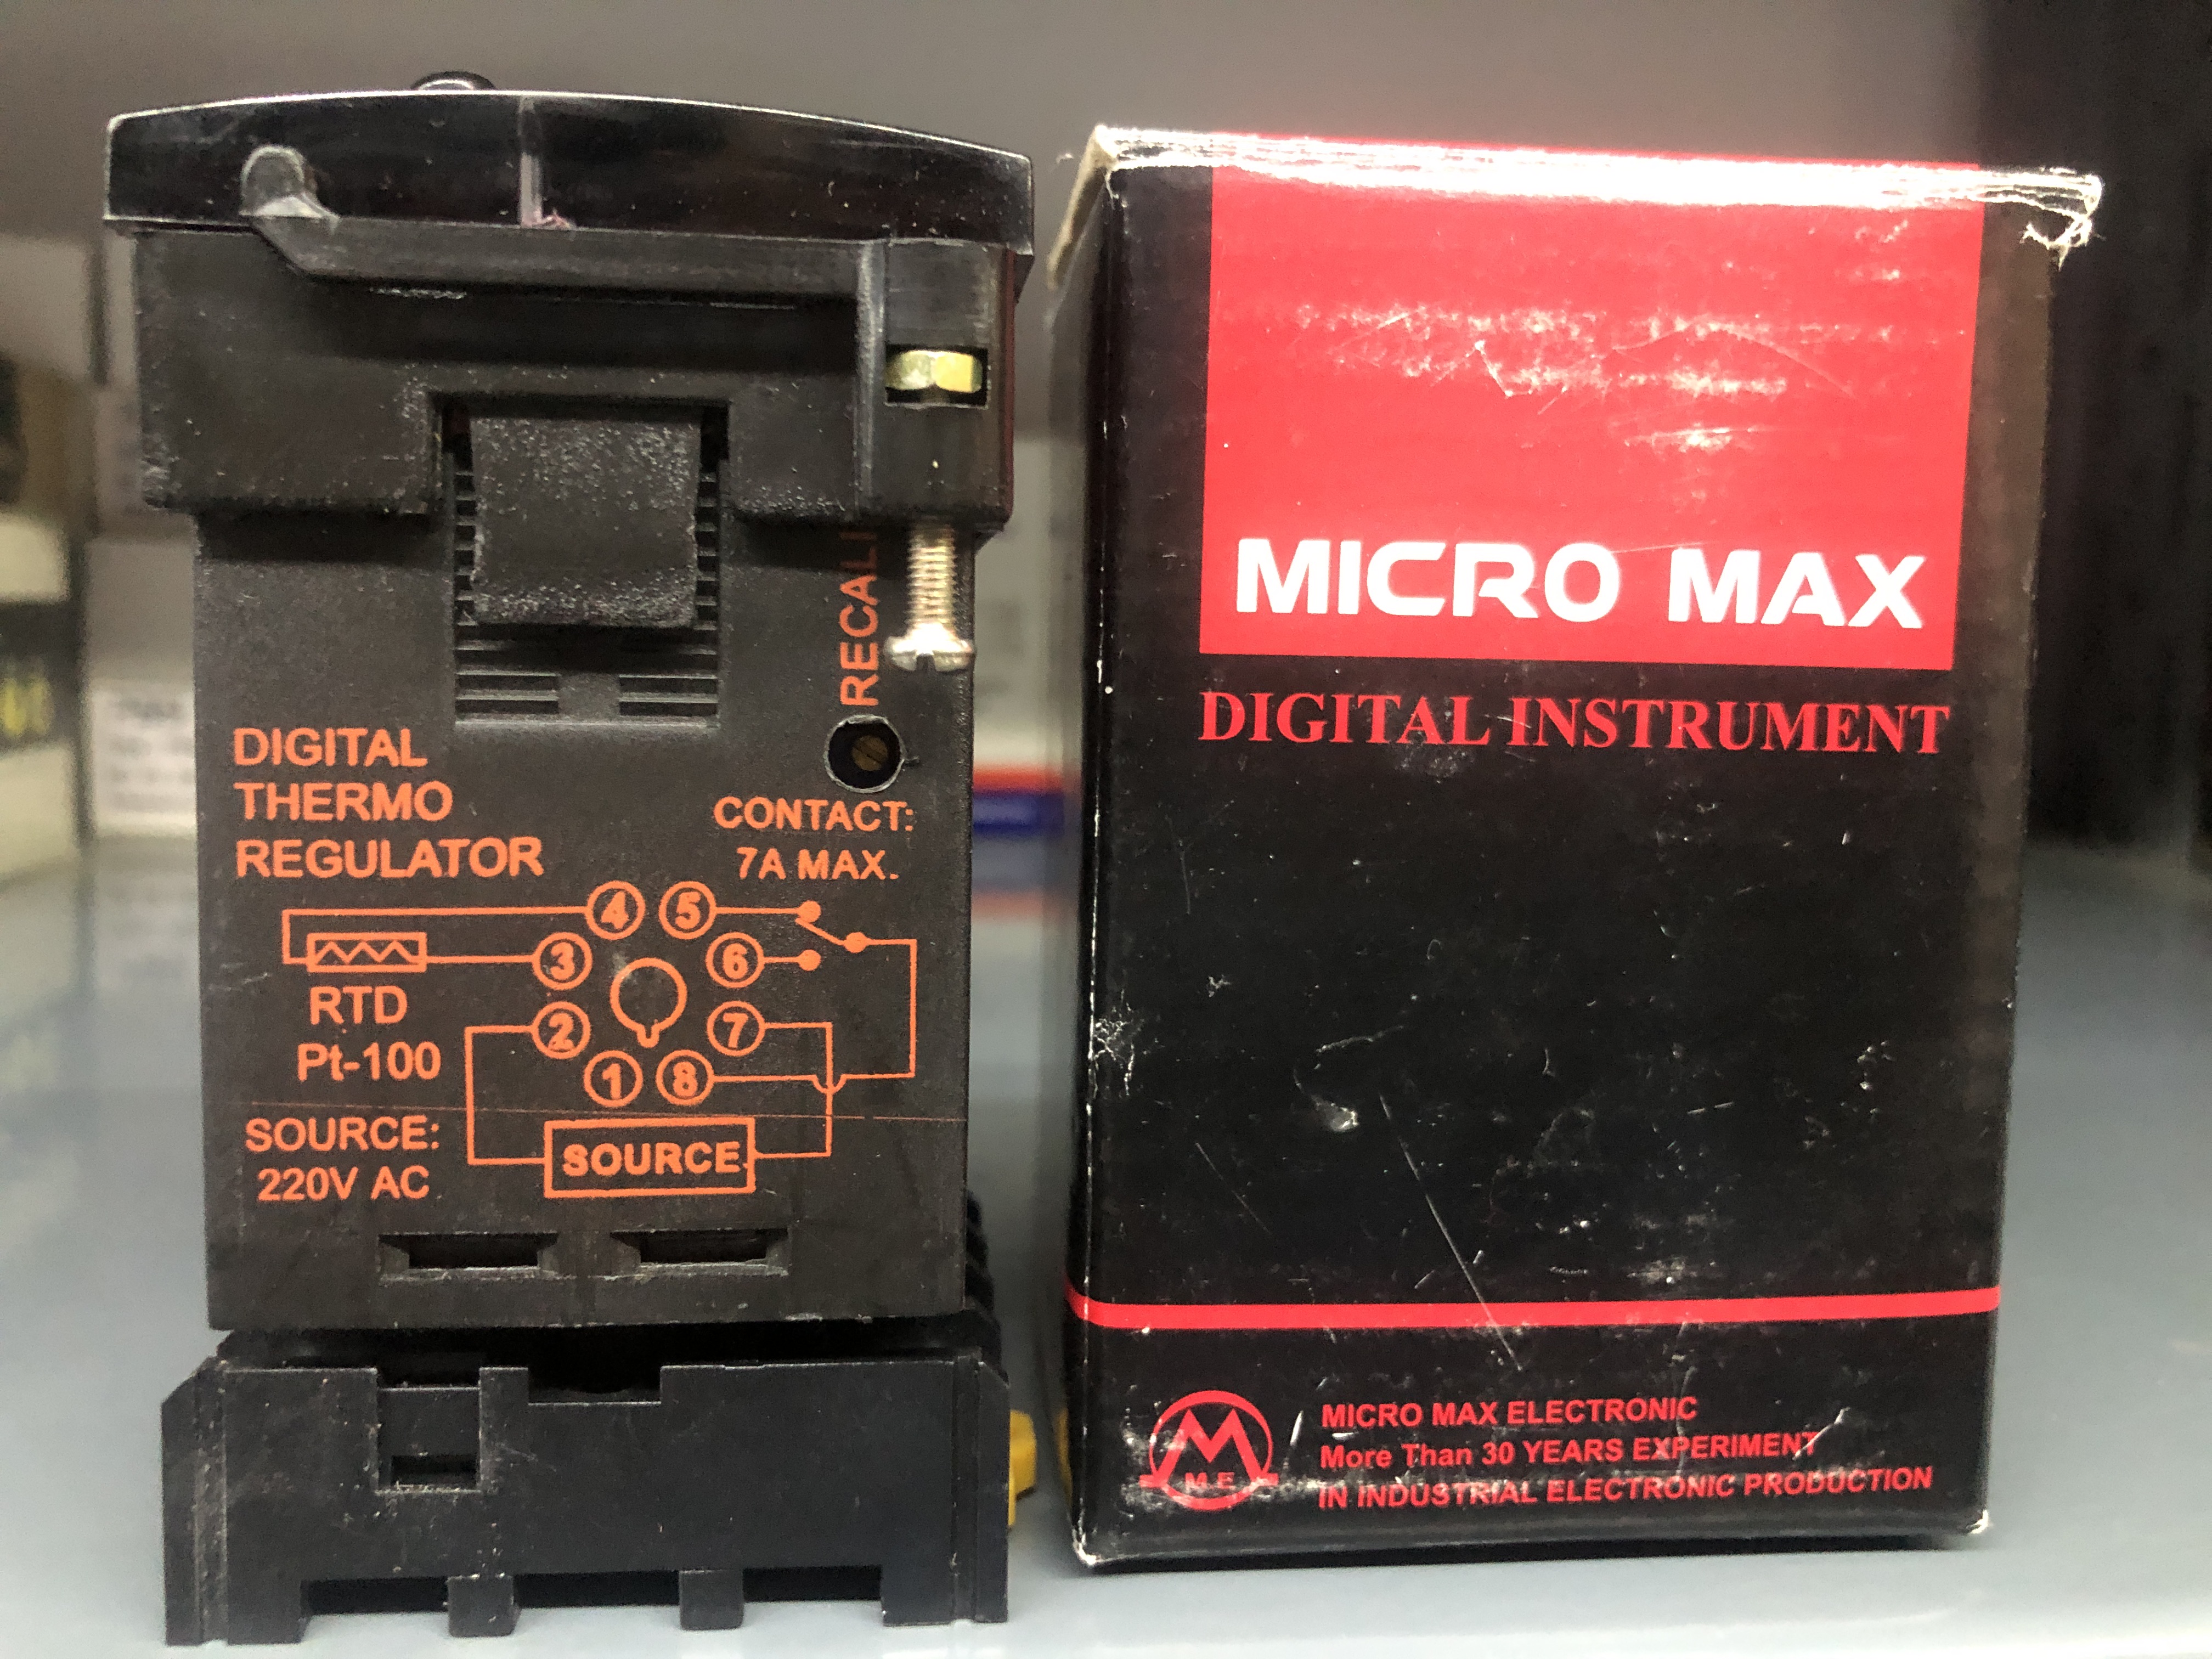 RECALL
DIGITAL
THERMO
REGULATOR
CONTACT:
7A MAX.
4 5
3 6
2 7
1 8
RTD
Pt-100
SOURCE:
220V AC
SOURCE
MICRO MAX
DIGITAL INSTRUMENT
M.E
MICRO MAX ELECTRONIC
More Than 30 YEARS EXPERIMENT
IN INDUSTRIAL ELECTRONIC PRODUCTION